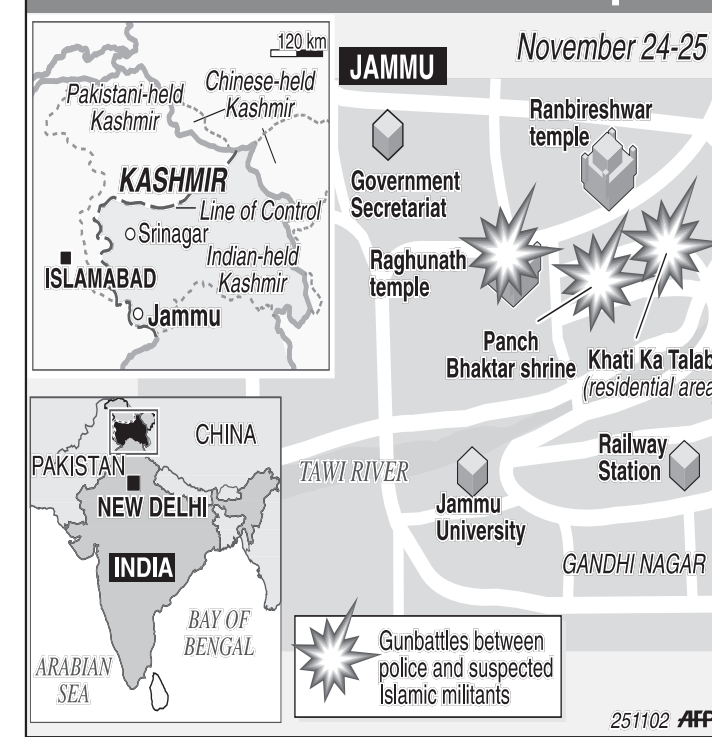 120 km
Pakistani-held
Kashmir
Chinese-held
Kashmir
KASHMIR
Line of Control
Srinagar
Indian-held
Kashmir
ISLAMABAD
Jammu
CHINA
PAKISTAN
NEW DELHI
INDIA
BAY OF
BENGAL
ARABIAN
SEA
JAMMU
November 24-25
Ranbireshwar
temple
Government
Secretariat
Raghunath
temple
Panch
Bhaktar shrine
Khati Ka Talab
(residential area
TAWI RIVER
Railway
Station
Jammu
University
GANDHI NAGAR
Gunbattles between
police and suspected
Islamic militants
251102 AFP